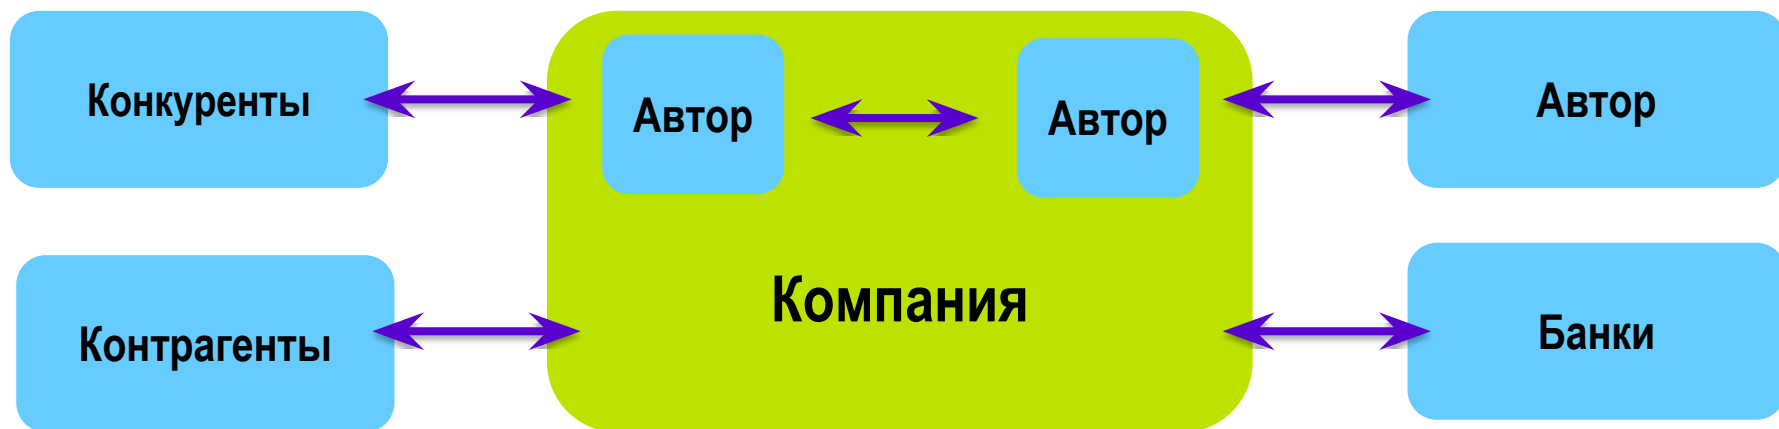 Конкуренты
Автор
Автор
Автор
Компания
Контрагенты
Банки